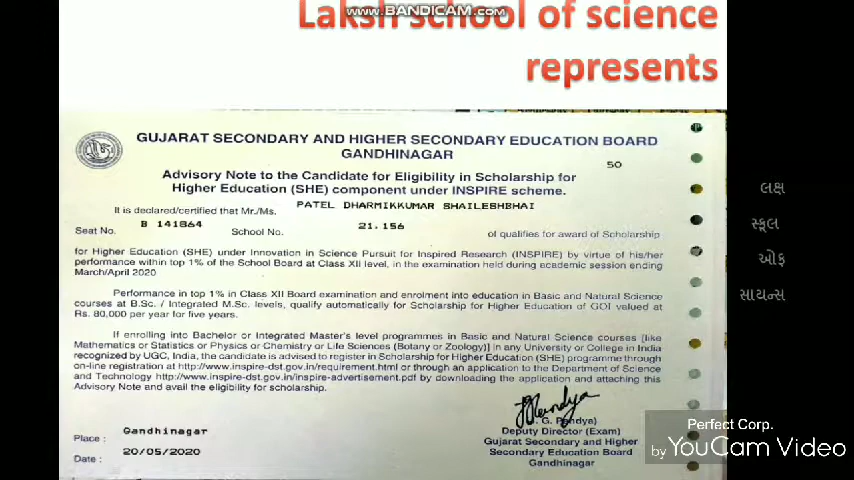 Laksh school of science
www.BANDICAM.com
represents
GUJARAT SECONDARY AND HIGHER SECONDARY EDUCATION BOARD
GANDHINAGAR
50
Advisory Note to the Candidate for Eligibility in Scholarship for
Higher Education (SHE) component under INSPIRE scheme.
It is declared/certified that Mr./Ms. PATEL DHARMIKKUMAR SHAILESHBHAI
Seat No. B 141864 School No. 21.156 of qualifies for award of Scholarship
for Higher Education (SHE) under Innovation in Science Pursuit for Inspired Research (INSPIRE) by virtue of his/her
performance within top 1% of the School Board at Class XII level, in the examination held during academic session ending
March/April 2020
Performance in top 1% in Class XII Board examination and enrolment into education in Basic and Natural Science
courses at B.Sc. / Integrated M.Sc. levels, qualify automatically for Scholarship for Higher Education of GOI valued at
Rs. 80,000 per year for five years.
If enrolling into Bachelor or Integrated Master's level programmes in Basic and Natural Science courses [like
Mathematics or Statistics or Physics or Chemistry or Life Sciences (Botany or Zoology)] in any University or College in India
recognized by UGC, India, the candidate is advised to register in Scholarship for Higher Education (SHE) programme through
on-line registration at http://www.inspire-dst.gov.in/requirement.html or through an application to the Department of Science
and Technology http://www.inspire-dst.gov.in/inspire-advertisement.pdf by downloading the application and attaching this
Advisory Note and avail the eligibility for scholarship.
G. Pandya)
Deputy Director (Exam)
Gujarat Secondary and Higher
Secondary Education Board
Gandhinagar
Place : Gandhinagar
Date : 20/05/2020
લક્ષ
સ્કૂલ
ઓફ
સાયન્સ
Perfect Corp.
by YouCam Video